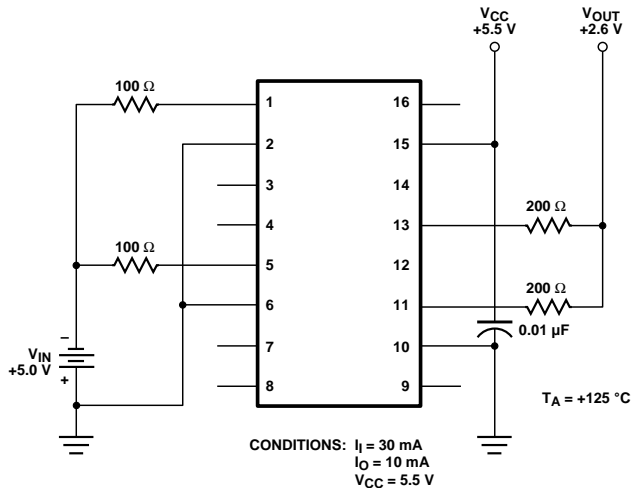 VCC
+5.5 V
VOUT
+2.6 V
100 Ω
1
16
2
15
3
14
4
13
200 Ω
100 Ω
5
12
6
11
200 Ω
7
10
0.01 µF
8
9
VIN
+5.0 V
−
+
TA = +125 °C
CONDITIONS: II = 30 mA
IO = 10 mA
VCC = 5.5 V